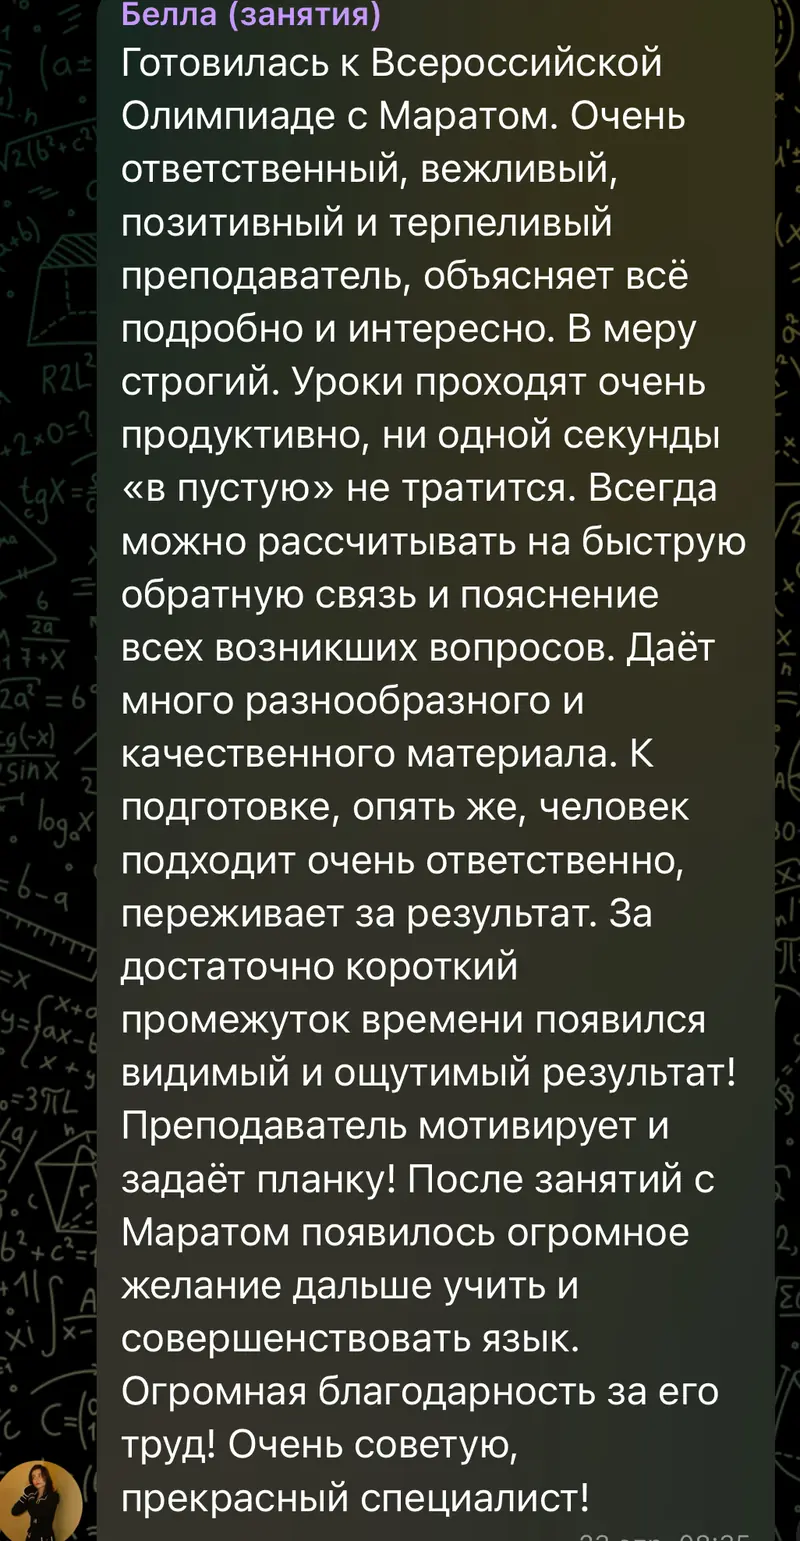 Белла (занятия)
Готовилась к Всероссийской
Олимпиаде с Маратом. Очень
ответственный, вежливый,
позитивный и терпеливый
преподаватель, объясняет всё
подробно и интересно. В меру
строгий. Уроки проходят очень
продуктивно, ни одной секунды
«в пустую» не тратится. Всегда
можно рассчитывать на быструю
обратную связь и пояснение
всех возникших вопросов. Даёт
много разнообразного и
качественного материала. К
подготовке, опять же, человек
подходит очень ответственно,
переживает за результат. За
достаточно короткий
промежуток времени появился
видимый и ощутимый результат!
Преподаватель мотивирует и
задаёт планку! После занятий с
Маратом появилось огромное
желание дальше учить и
совершенствовать язык.
Огромная благодарность за его
труд! Очень советую,
прекрасный специалист!